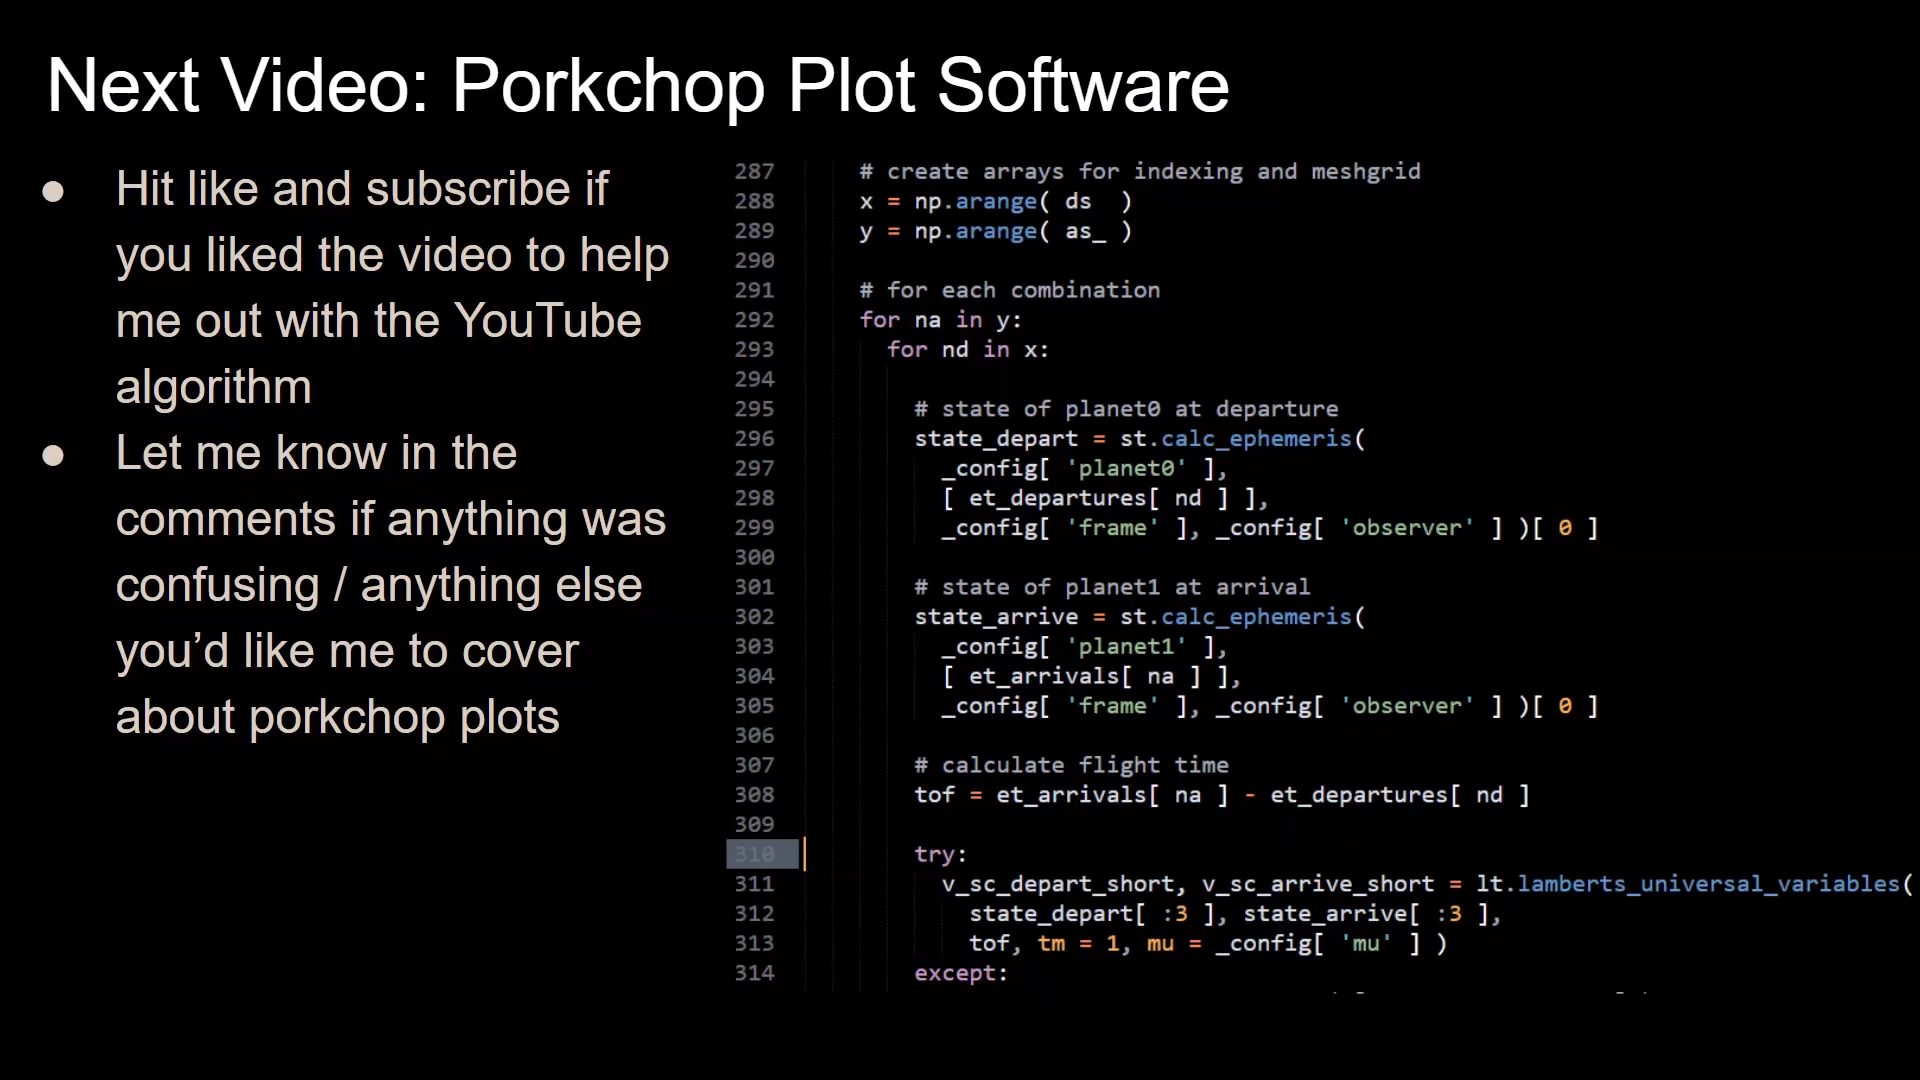 Next Video: Porkchop Plot Software
● Hit like and subscribe if
you liked the video to help
me out with the YouTube
algorithm
● Let me know in the
comments if anything was
confusing / anything else
you’d like me to cover
about porkchop plots
287 # create arrays for indexing and meshgrid
288 x = np.arange( ds  )
289 y = np.arange( as_ )
290
291 # for each combination
292 for na in y:
293   for nd in x:
294
295     # state of planet0 at departure
296     state_depart = st.calc_ephemeris(
297       _config[ 'planet0' ],
298       [ et_departures[ nd ] ],
299       _config[ 'frame' ], _config[ 'observer' ] )[ 0 ]
300
301     # state of planet1 at arrival
302     state_arrive = st.calc_ephemeris(
303       _config[ 'planet1' ],
304       [ et_arrivals[ na ] ],
305       _config[ 'frame' ], _config[ 'observer' ] )[ 0 ]
306
307     # calculate flight time
308     tof = et_arrivals[ na ] - et_departures[ nd ]
309
310     try:
311       v_sc_depart_short, v_sc_arrive_short = lt.lamberts_universal_variables(
312         state_depart[ :3 ], state_arrive[ :3 ],
313         tof, tm = 1, mu = _config[ 'mu' ] )
314     except: